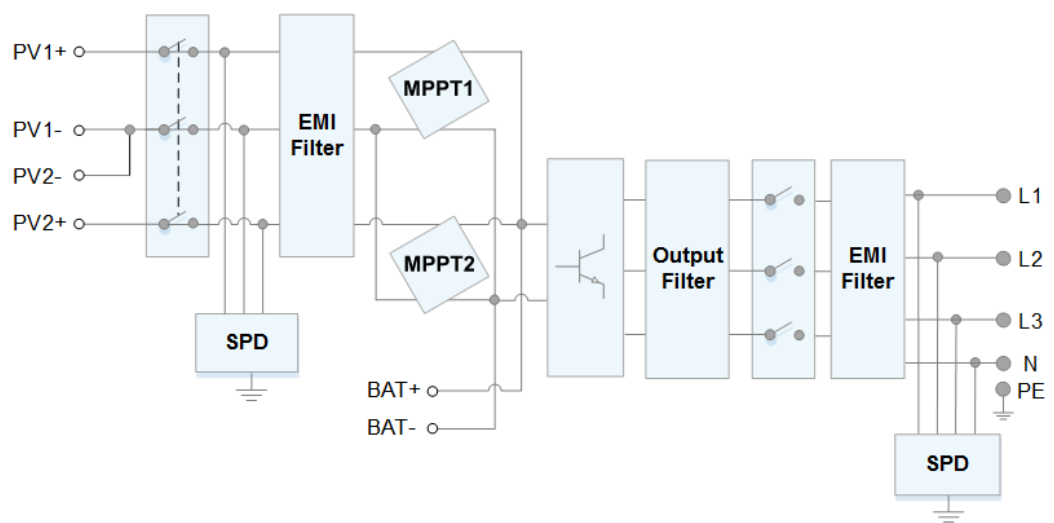 PV1+
PV1-
PV2-
PV2+
EMI
Filter
MPPT1
MPPT2
SPD
BAT+
BAT-
Output
Filter
EMI
Filter
L1
L2
L3
N
PE
SPD